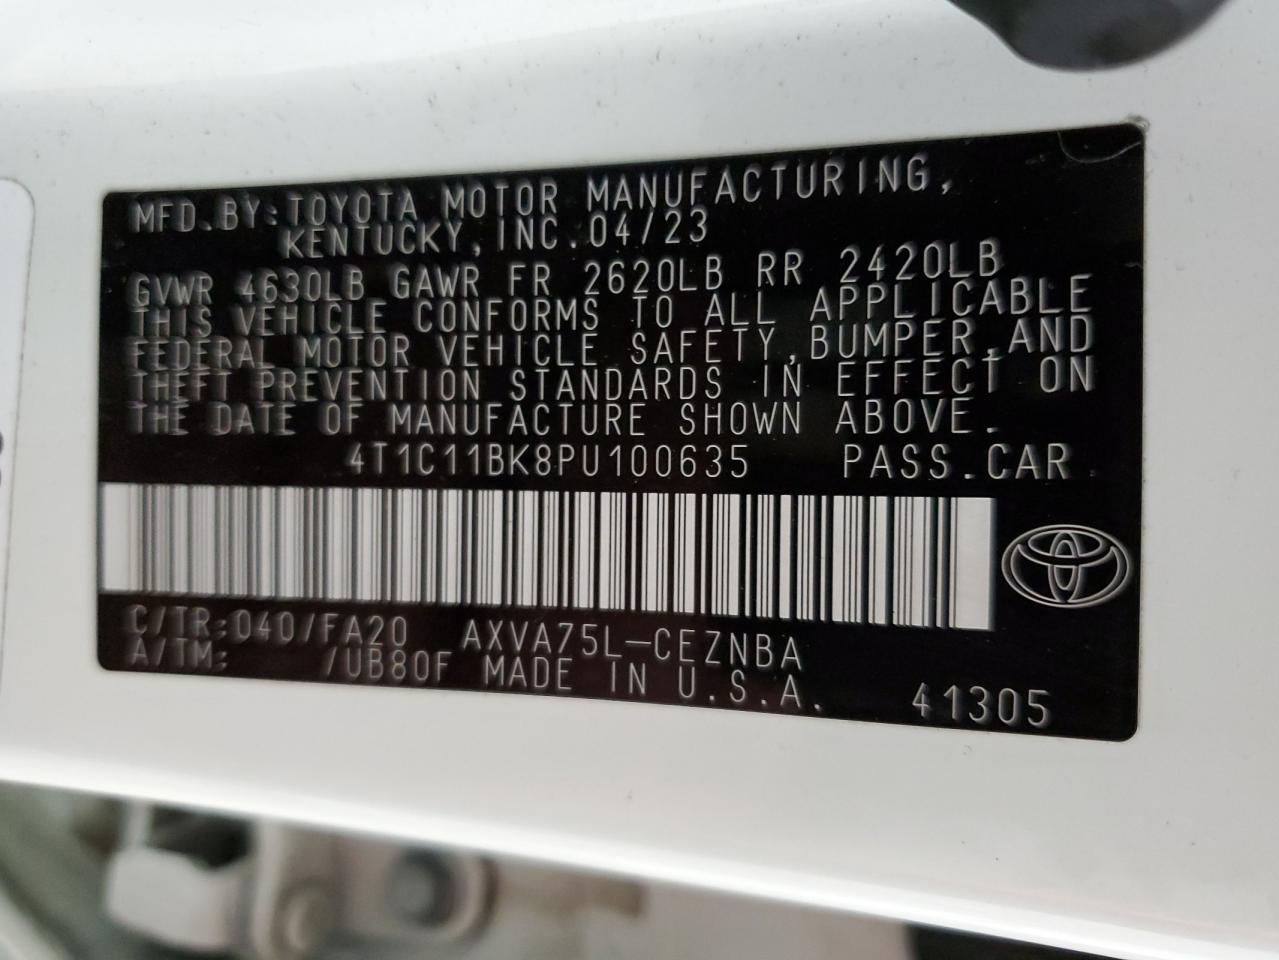 MFD.BY:TOYOTA MOTOR MANUFACTURING,
KENTUCKY,INC.04/23
GVWR 4630LB GAWR FR 2620LB RR 2420LB
THIS VEHICLE CONFORMS TO ALL APPLICABLE
FEDERAL MOTOR VEHICLE SAFETY,BUMPER,AND
THEFT PREVENTION STANDARDS IN EFFECT ON
THE DATE OF MANUFACTURE SHOWN ABOVE.
4T1C11BK8PU100635 PASS.CAR
C/TR:040/FA20 AXVA75L-CEZNBA
A/TM: /UB80F MADE IN U.S.A.
41305